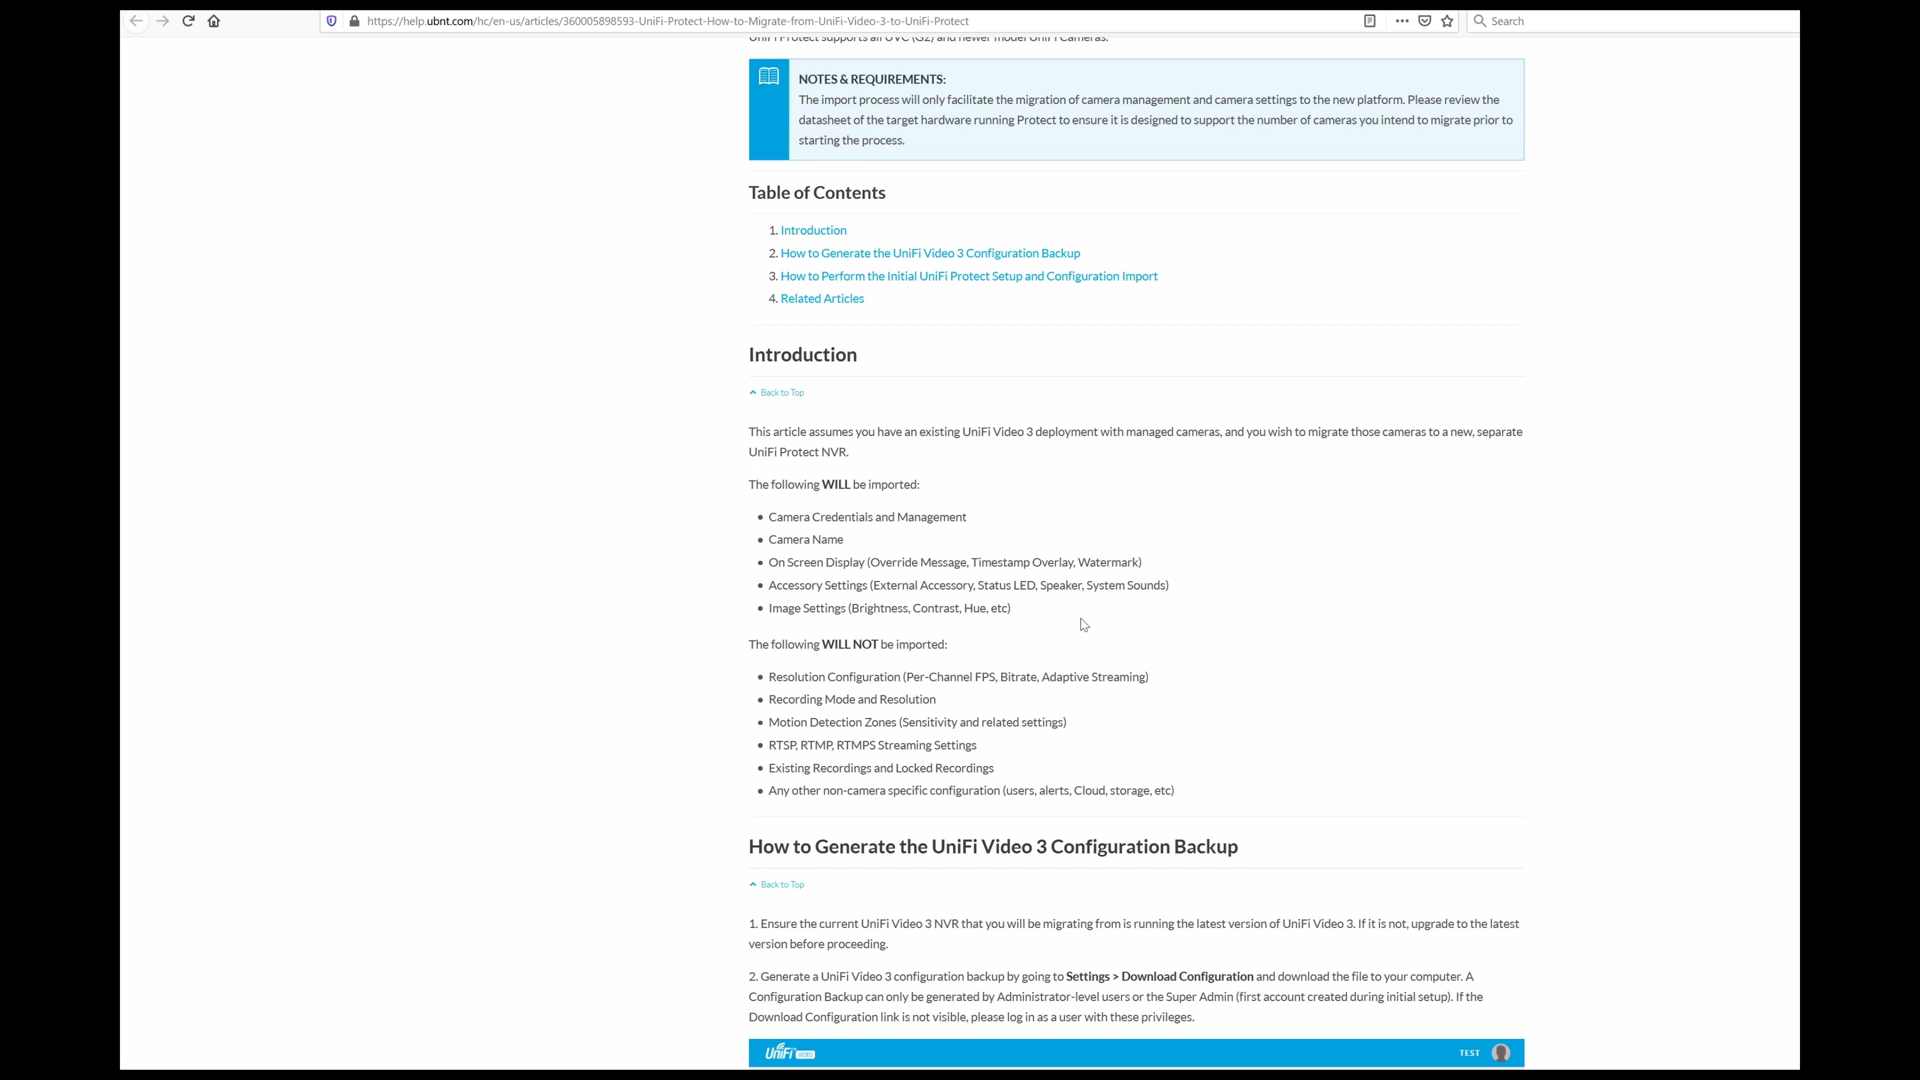 https://help.ubnt.com/hc/en-us/articles/360005898593-UniFi-Protect-How-to-Migrate-from-UniFi-Video-3-to-UniFi-Protect
Search
UniFi Protect supports all UVC (G2) and newer model UniFi Cameras.
NOTES & REQUIREMENTS:
The import process will only facilitate the migration of camera management and camera settings to the new platform. Please review the
datasheet of the target hardware running Protect to ensure it is designed to support the number of cameras you intend to migrate prior to
starting the process.
Table of Contents
1. Introduction
2. How to Generate the UniFi Video 3 Configuration Backup
3. How to Perform the Initial UniFi Protect Setup and Configuration Import
4. Related Articles
Introduction
Back to Top
This article assumes you have an existing UniFi Video 3 deployment with managed cameras, and you wish to migrate those cameras to a new, separate
UniFi Protect NVR.
The following WILL be imported:
• Camera Credentials and Management
• Camera Name
• On Screen Display (Override Message, Timestamp Overlay, Watermark)
• Accessory Settings (External Accessory, Status LED, Speaker, System Sounds)
• Image Settings (Brightness, Contrast, Hue, etc)
The following WILL NOT be imported:
• Resolution Configuration (Per-Channel FPS, Bitrate, Adaptive Streaming)
• Recording Mode and Resolution
• Motion Detection Zones (Sensitivity and related settings)
• RTSP, RTMP, RTMPS Streaming Settings
• Existing Recordings and Locked Recordings
• Any other non-camera specific configuration (users, alerts, Cloud, storage, etc)
How to Generate the UniFi Video 3 Configuration Backup
Back to Top
1. Ensure the current UniFi Video 3 NVR that you will be migrating from is running the latest version of UniFi Video 3. If it is not, upgrade to the latest
version before proceeding.
2. Generate a UniFi Video 3 configuration backup by going to Settings > Download Configuration and download the file to your computer. A
Configuration Backup can only be generated by Administrator-level users or the Super Admin (first account created during initial setup). If the
Download Configuration link is not visible, please log in as a user with these privileges.
UniFi VIDEO
TEST